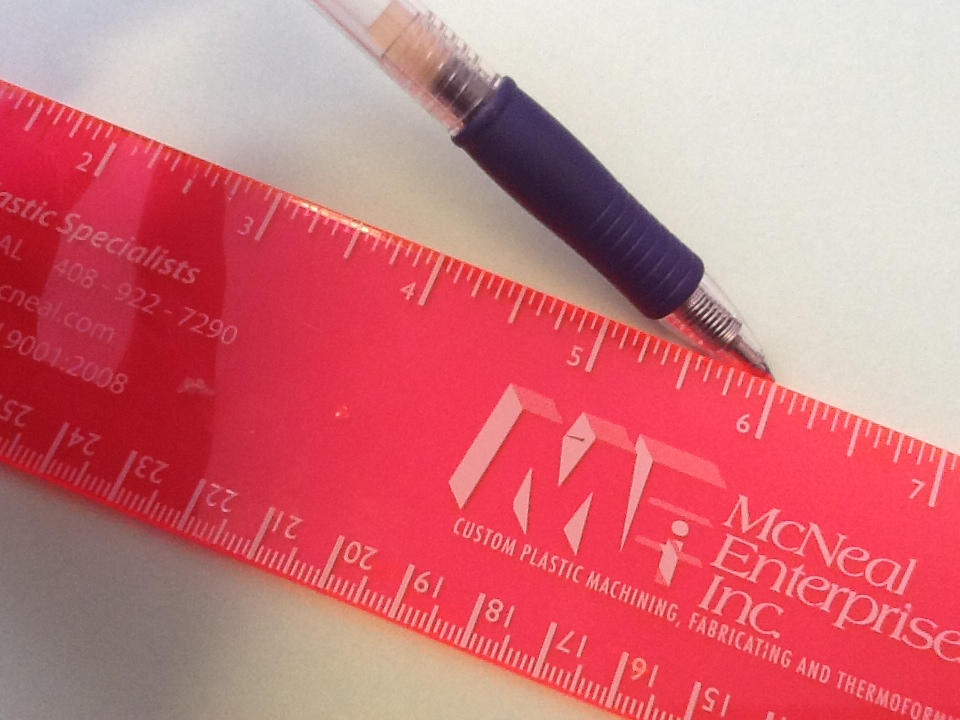 2 3 4 5 6 7
astic Specialists
AL 408-922-7290
cneal.com
9001:2008
McNeal
Enterprise
Inc.
CUSTOM PLASTIC MACHINING, FABRICATING AND THERMOFORM
25 24 23 22 21 20 19 18 17 16 15